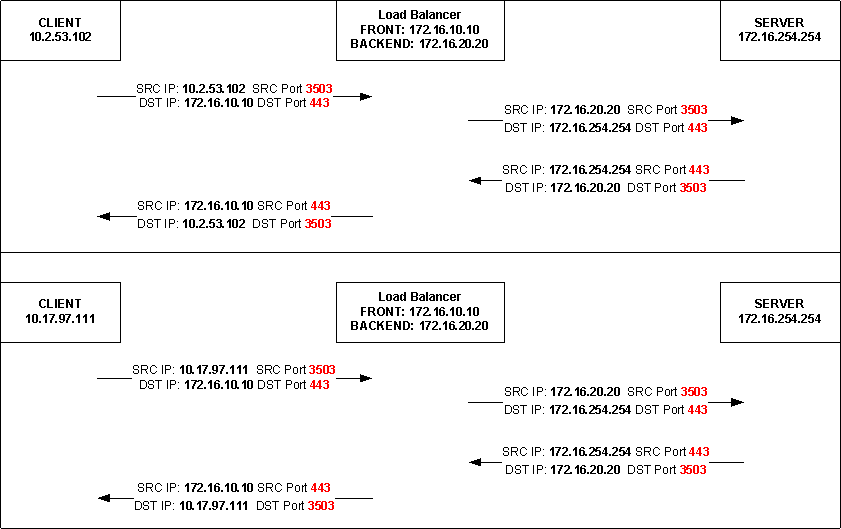 CLIENT
10.2.53.102
Load Balancer
FRONT: 172.16.10.10
BACKEND: 172.16.20.20
SERVER
172.16.254.254
SRC IP: 10.2.53.102 SRC Port 3503
DST IP: 172.16.10.10 DST Port 443
SRC IP: 172.16.20.20 SRC Port 3503
DST IP: 172.16.254.254 DST Port 443
SRC IP: 172.16.254.254 SRC Port 443
DST IP: 172.16.20.20 DST Port 3503
SRC IP: 172.16.10.10 SRC Port 443
DST IP: 10.2.53.102 DST Port 3503
CLIENT
10.17.97.111
Load Balancer
FRONT: 172.16.10.10
BACKEND: 172.16.20.20
SERVER
172.16.254.254
SRC IP: 10.17.97.111 SRC Port 3503
DST IP: 172.16.10.10 DST Port 443
SRC IP: 172.16.20.20 SRC Port 3503
DST IP: 172.16.254.254 DST Port 443
SRC IP: 172.16.254.254 SRC Port 443
DST IP: 172.16.20.20 DST Port 3503
SRC IP: 172.16.10.10 SRC Port 443
DST IP: 10.17.97.111 DST Port 3503